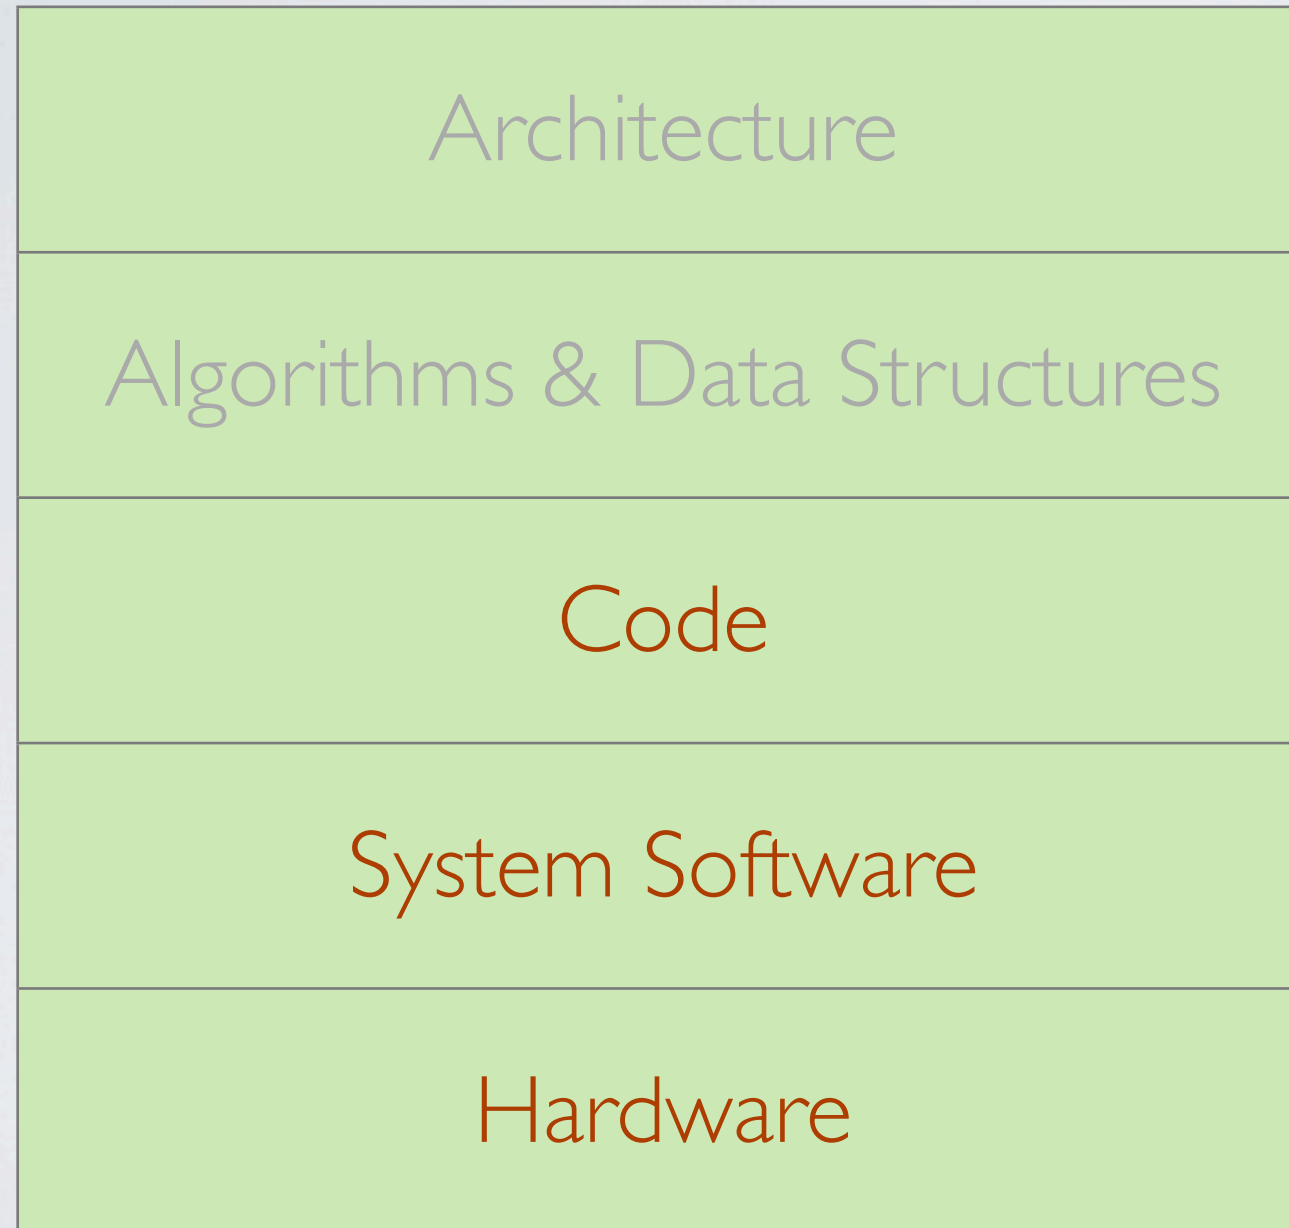 Architecture
Algorithms & Data Structures
Code
System Software
Hardware